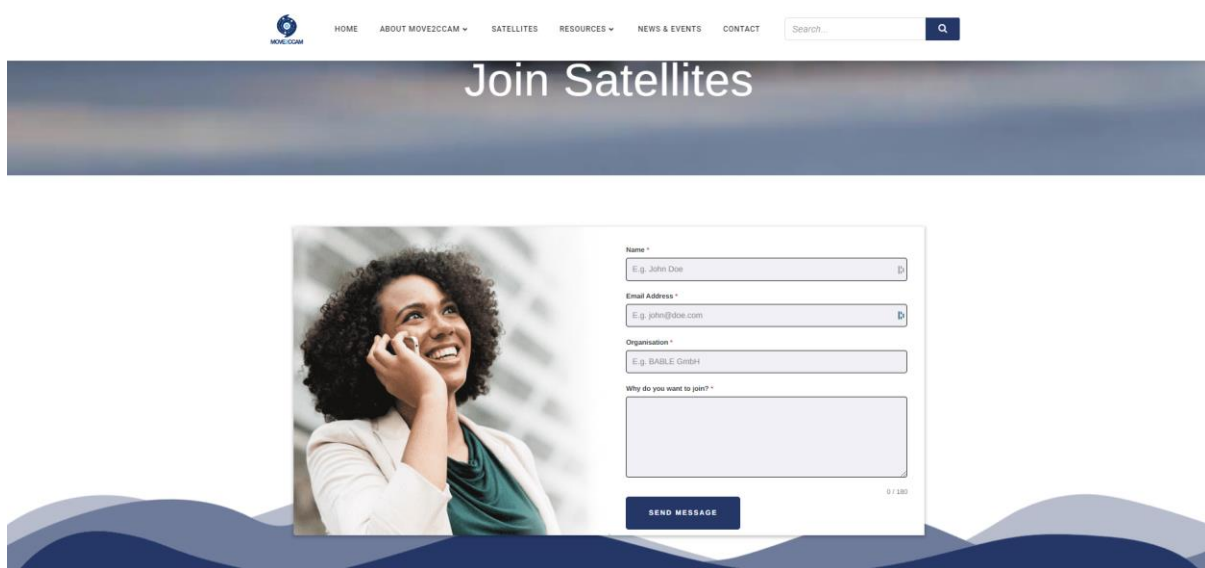 MOVE2CCAM
HOME ABOUT MOVE2CCAM SATELLITES RESOURCES NEWS & EVENTS CONTACT Search...
Join Satellites
Name *
E.g. John Doe
Email Address *
E.g. john@doe.com
Organisation *
E.g. BABLE GmbH
Why do you want to join? *
0 / 180
SEND MESSAGE